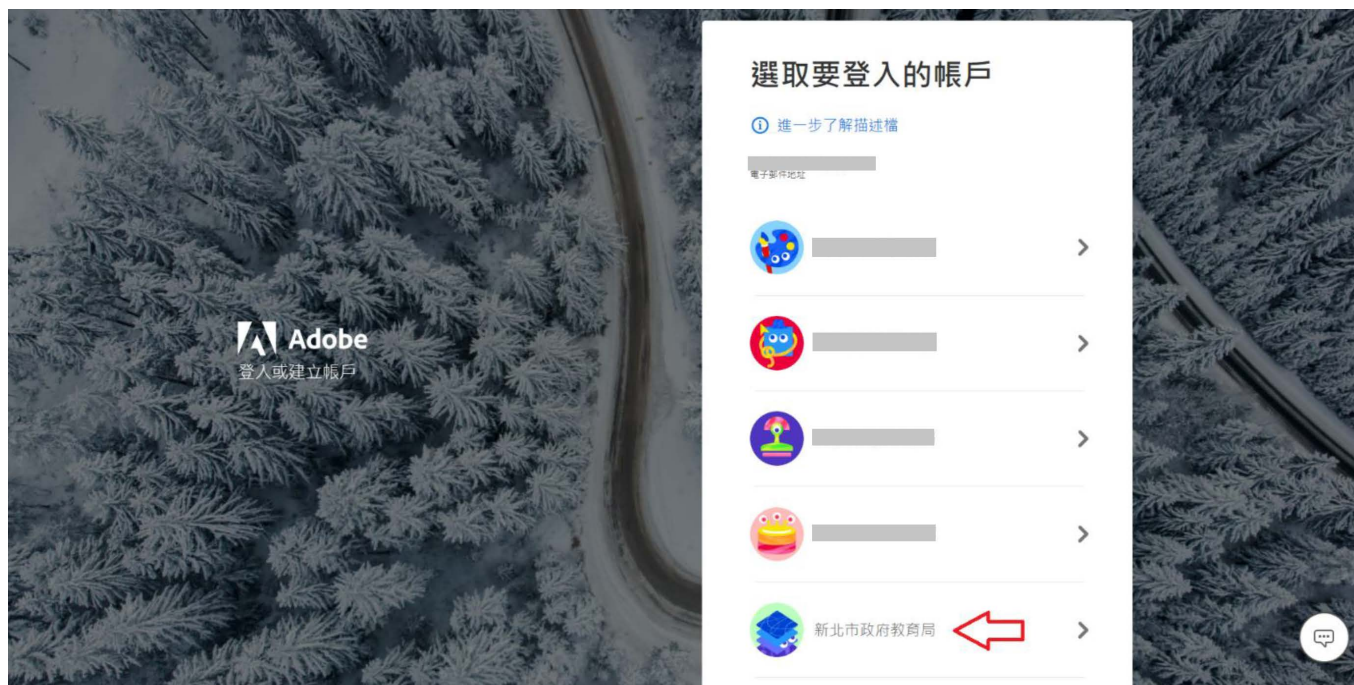 選取要登入的帳戶
進一步了解描述檔
電子郵件地址
Adobe
登入或建立帳戶
新北市政府教育局